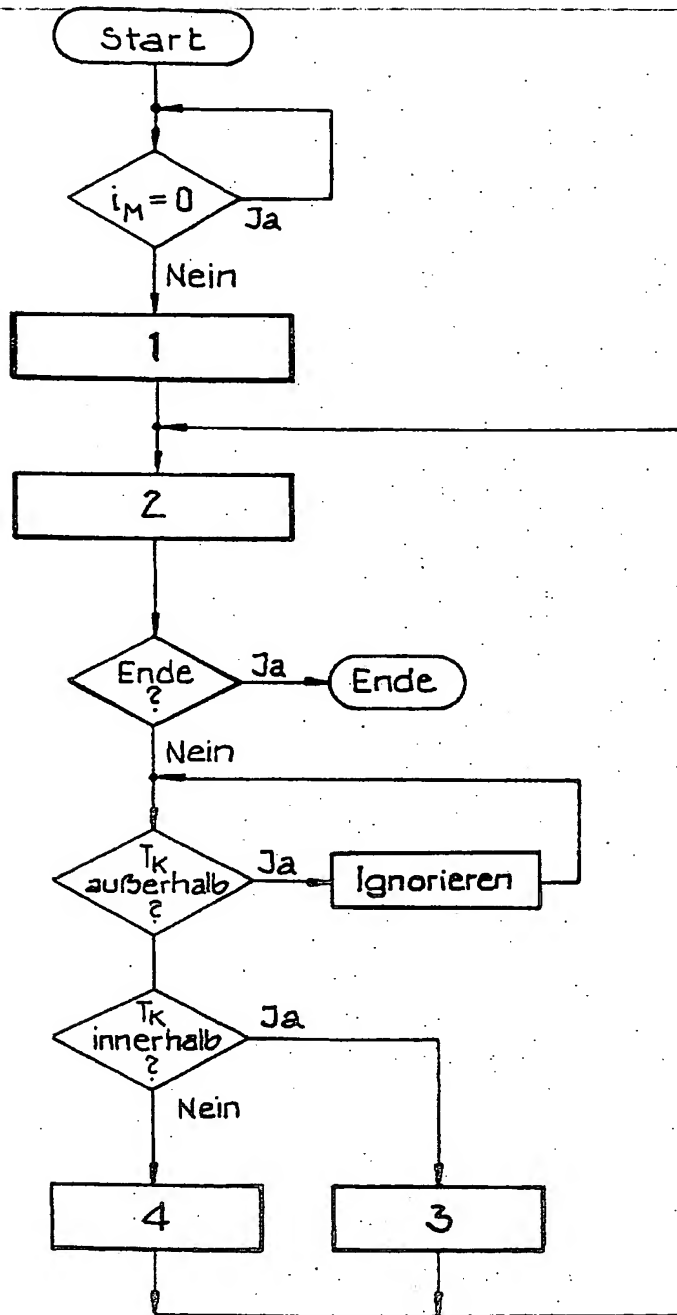 Start
i_M = 0
Ja
Nein
1
2
Ende
?
Ja
Ende
Nein
T_K
außerhalb
?
Ja
Ignorieren
T_K
innerhalb
?
Ja
Nein
4
3